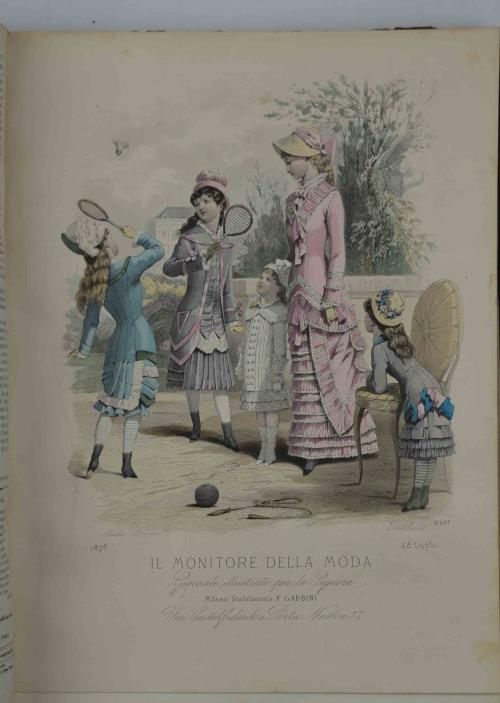 1878
28 Luglio
IL MONITORE DELLA MODA
Giornale illustrato per le Signore
Milano Stabilimento F. GARBINI
Via Castelfidardo a Porta Nuova 17